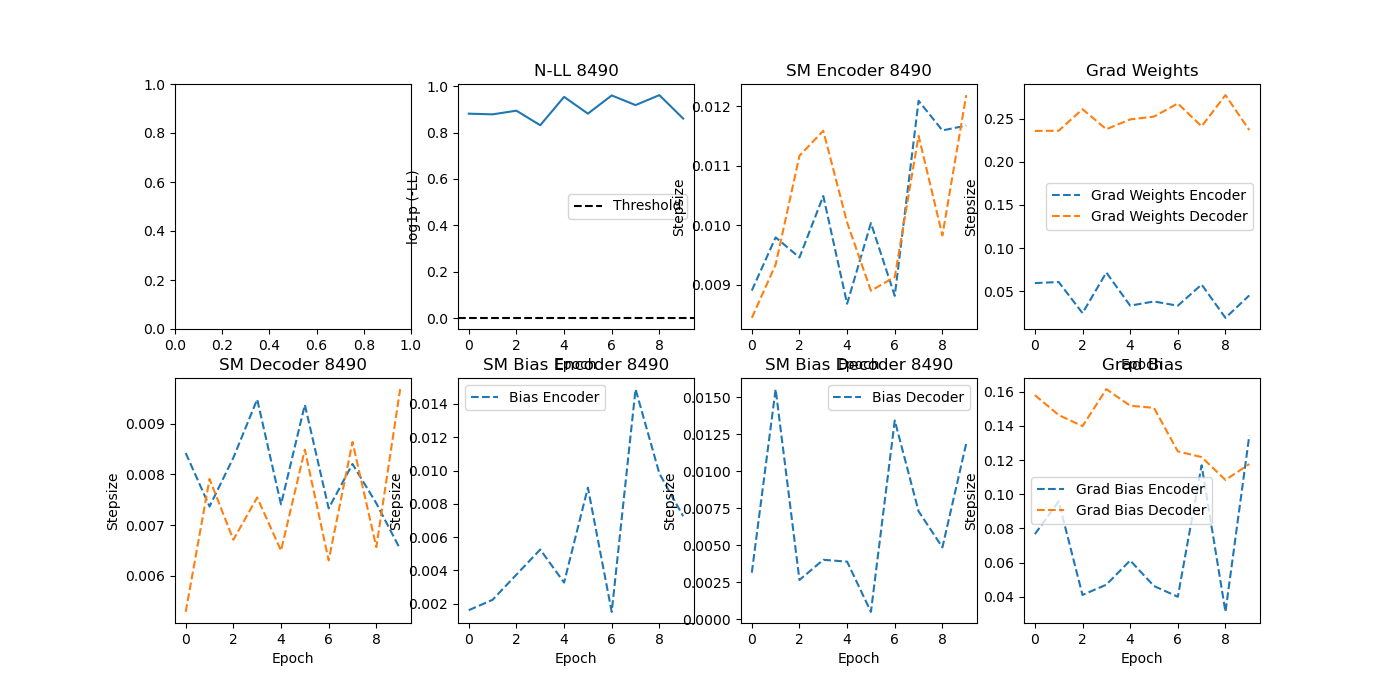 N-LL 8490
SM Encoder 8490
Grad Weights
1.0
0.8
0.6
0.4
0.2
0.0
0.0 0.2 0.4 0.6 0.8 1.0
log1p (-LL)
1.0
0.8
0.6
0.4
0.2
0.0
Threshold
0 2 4 6 8
Epoch
Stepsize
0.012
0.011
0.010
0.009
0 2 4 6 8
Epoch
Stepsize
0.25
0.20
0.15
0.10
0.05
Grad Weights Encoder
Grad Weights Decoder
0 2 4 6 8
Epoch
SM Decoder 8490
SM Bias Encoder 8490
SM Bias Decoder 8490
Grad Bias
Stepsize
0.009
0.008
0.007
0.006
0 2 4 6 8
Epoch
Stepsize
0.014
0.012
0.010
0.008
0.006
0.004
0.002
Bias Encoder
0 2 4 6 8
Epoch
Stepsize
0.0150
0.0125
0.0100
0.0075
0.0050
0.0025
0.0000
Bias Decoder
0 2 4 6 8
Epoch
Stepsize
0.16
0.14
0.12
0.10
0.08
0.06
0.04
Grad Bias Encoder
Grad Bias Decoder
0 2 4 6 8
Epoch